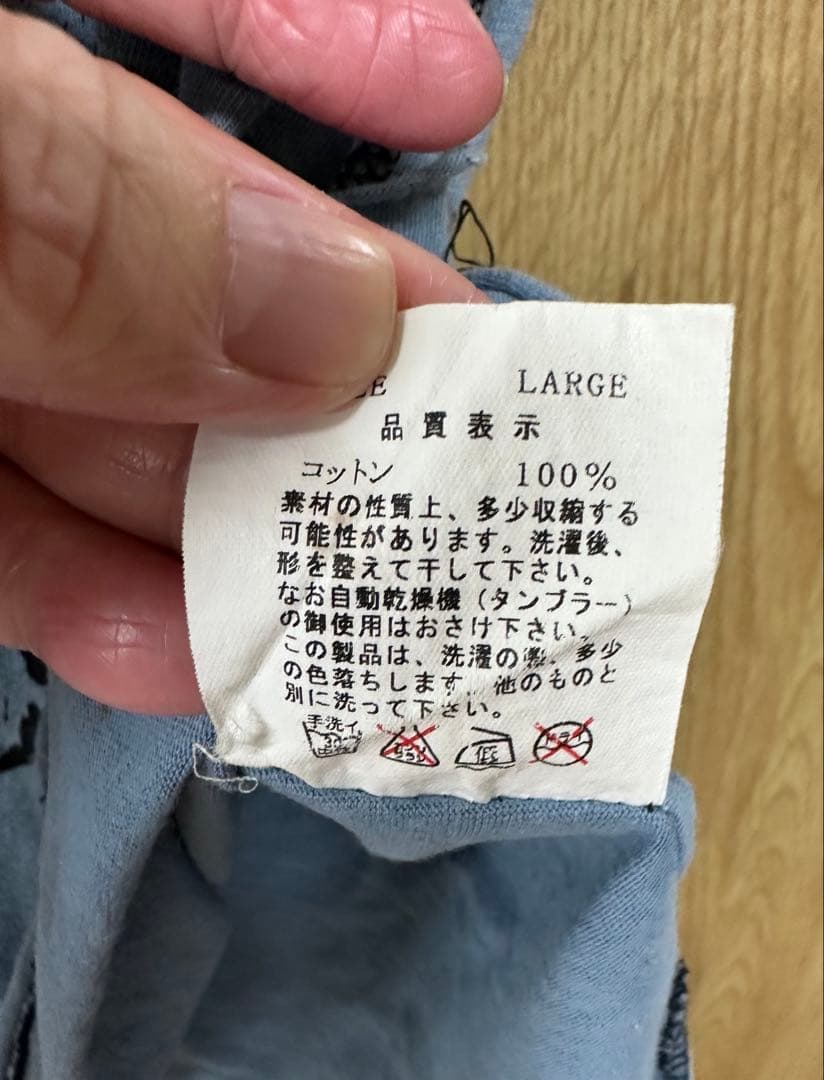 LARGE
品質表示
コットン 100%
素材の性質上、多少収縮する
可能性があります。洗濯後、
形を整えて干して下さい。
なお自動乾燥機(タンブラー)
の御使用はおさけ下さい。
この製品は、洗濯の際、多少
の色落ちします。他のものと
別に洗って下さい。
手洗イ
低